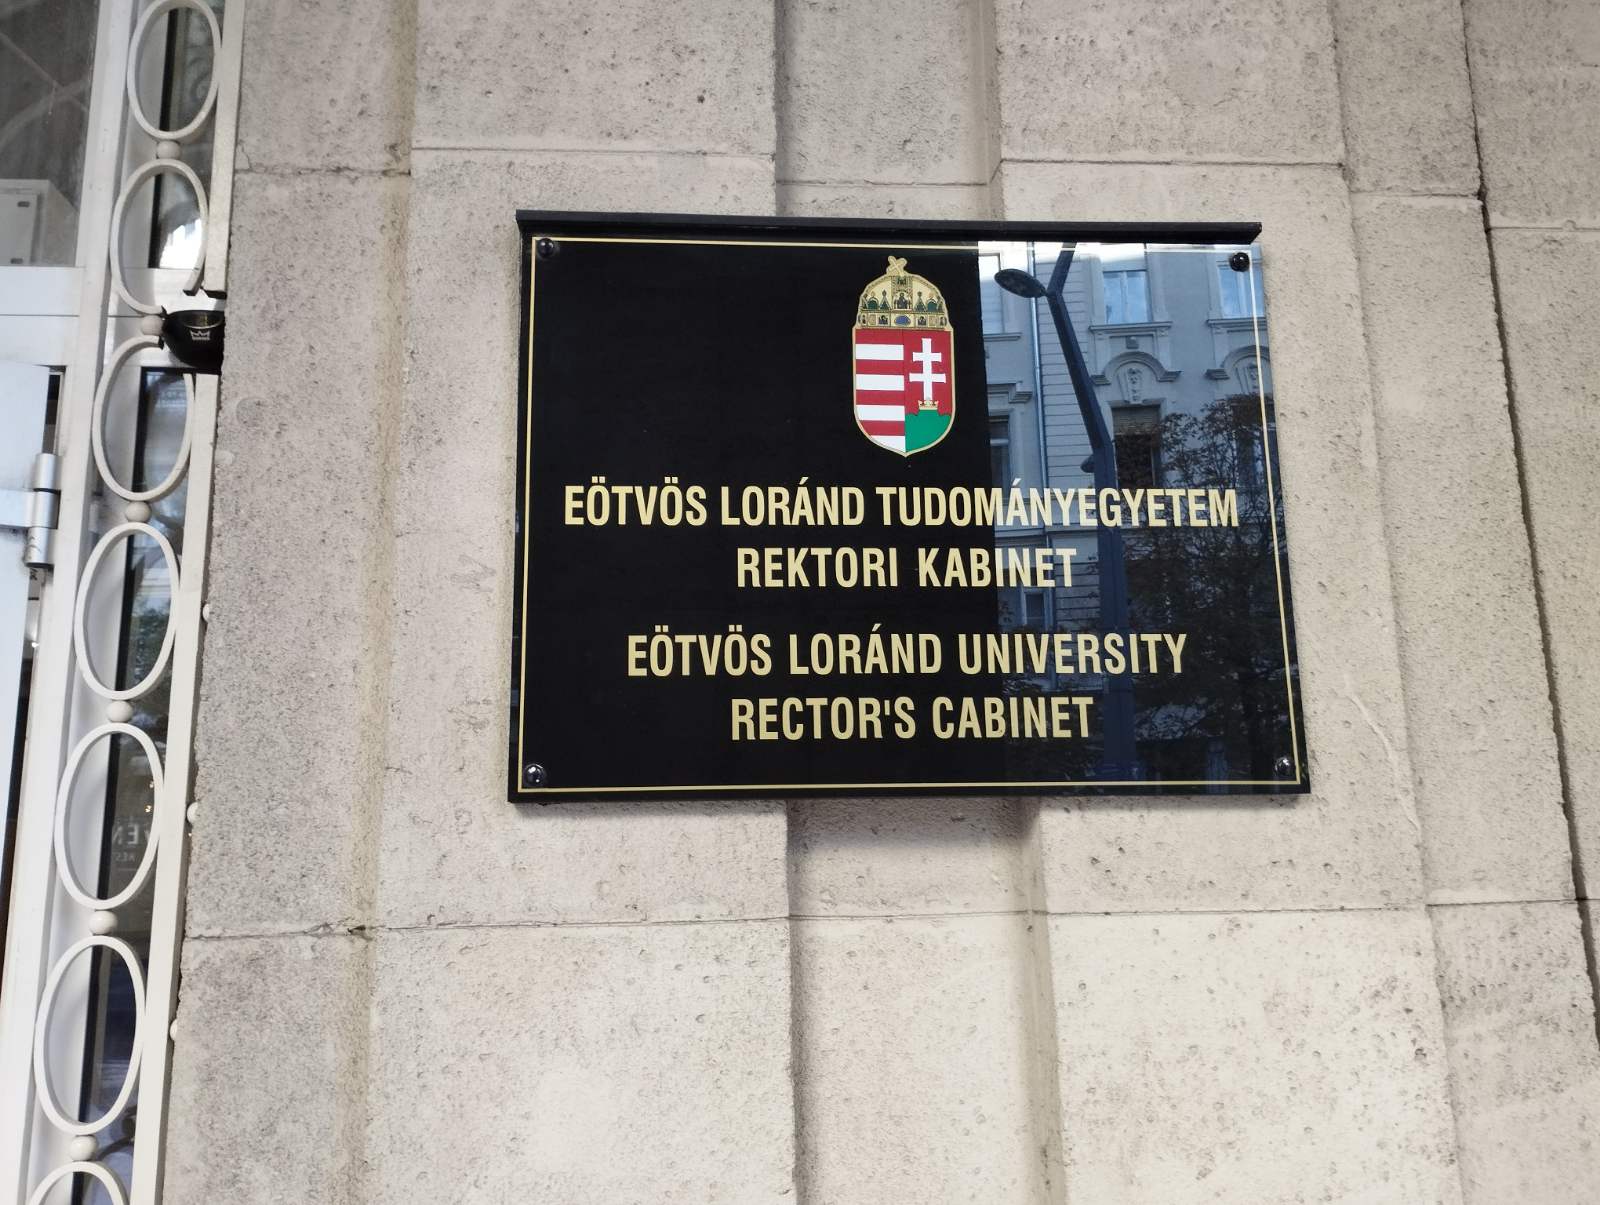 EÖTVÖS LORÁND TUDOMÁNYEGYETEM
REKTORI KABINET
EÖTVÖS LORÁND UNIVERSITY
RECTOR'S CABINET